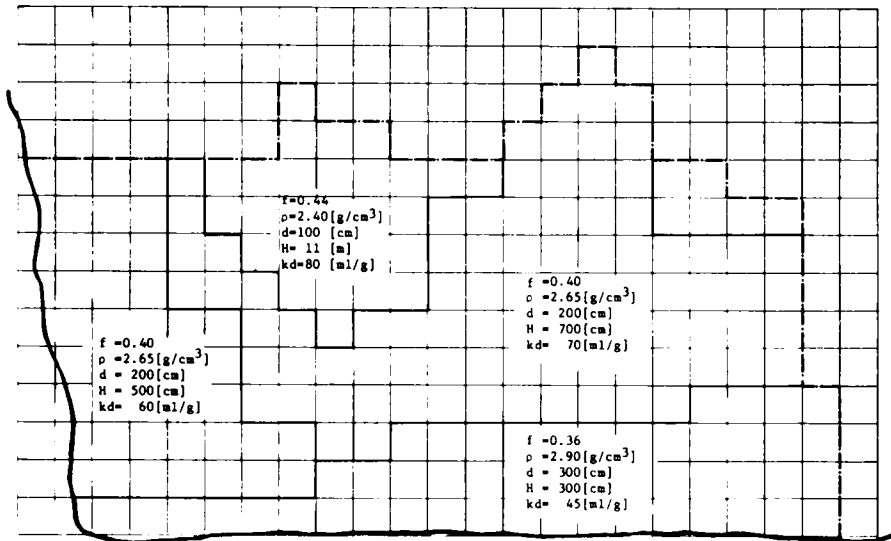 f=0.44
ρ=2.40[g/cm³]
d=100 [cm]
H= 11 [m]
kd=80 [ml/g]
f =0.40
ρ =2.65[g/cm³]
d = 200[cm]
H = 700[cm]
kd= 70[ml/g]
f =0.40
ρ =2.65[g/cm³]
d = 200[cm]
H = 500[cm]
kd= 60[ml/g]
f =0.36
ρ =2.90[g/cm³]
d = 300[cm]
H = 300[cm]
kd= 45[ml/g]